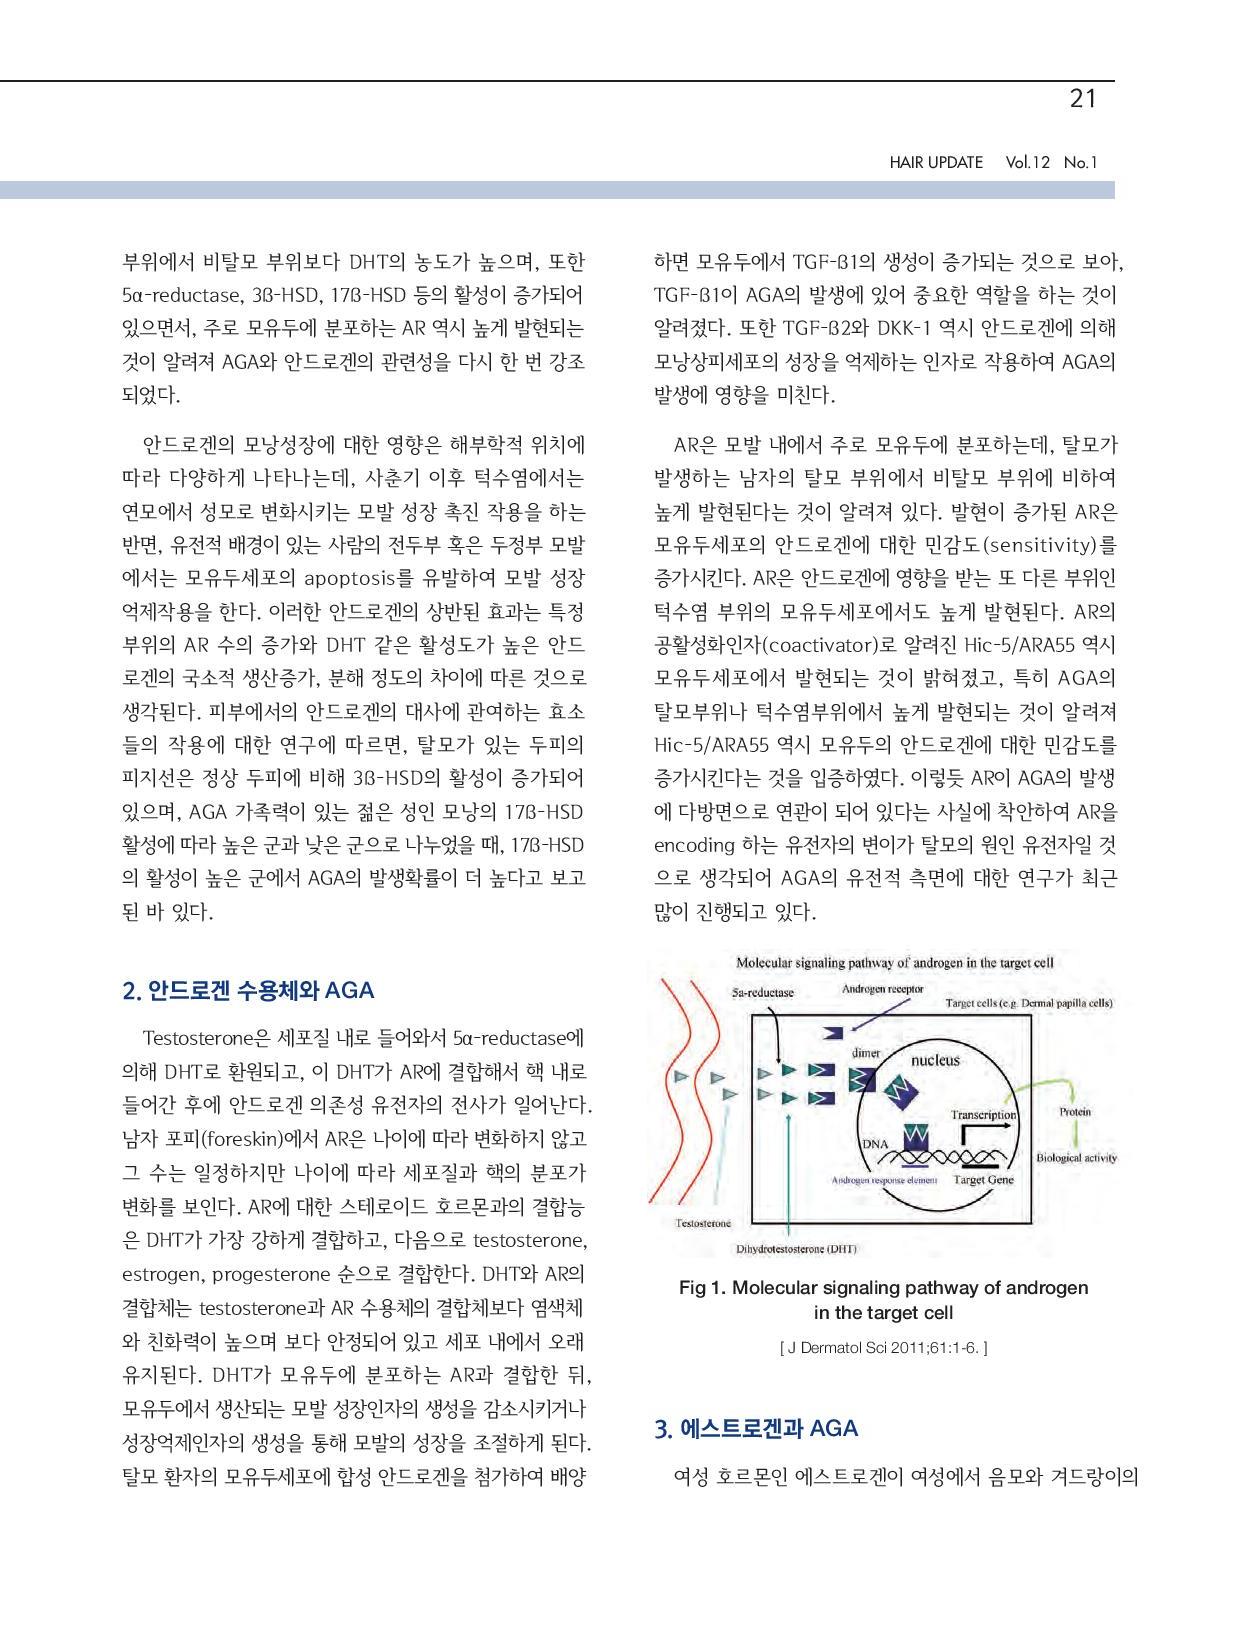 21
HAIR UPDATE Vol.12 No.1
부위에서 비탈모 부위보다 DHT의 농도가 높으며, 또한
5α-reductase, 3ß-HSD, 17ß-HSD 등의 활성이 증가되어
있으면서, 주로 모유두에 분포하는 AR 역시 높게 발현되는
것이 알려져 AGA와 안드로겐의 관련성을 다시 한 번 강조
되었다.
안드로겐의 모낭성장에 대한 영향은 해부학적 위치에
따라 다양하게 나타나는데, 사춘기 이후 턱수염에서는
연모에서 성모로 변화시키는 모발 성장 촉진 작용을 하는
반면, 유전적 배경이 있는 사람의 전두부 혹은 두정부 모발
에서는 모유두세포의 apoptosis를 유발하여 모발 성장
억제작용을 한다. 이러한 안드로겐의 상반된 효과는 특정
부위의 AR 수의 증가와 DHT 같은 활성도가 높은 안드
로겐의 국소적 생산증가, 분해 정도의 차이에 따른 것으로
생각된다. 피부에서의 안드로겐의 대사에 관여하는 효소
들의 작용에 대한 연구에 따르면, 탈모가 있는 두피의
피지선은 정상 두피에 비해 3ß-HSD의 활성이 증가되어
있으며, AGA 가족력이 있는 젊은 성인 모낭의 17ß-HSD
활성에 따라 높은 군과 낮은 군으로 나누었을 때, 17ß-HSD
의 활성이 높은 군에서 AGA의 발생확률이 더 높다고 보고
된 바 있다.
2. 안드로겐 수용체와 AGA
Testosterone은 세포질 내로 들어와서 5α-reductase에
의해 DHT로 환원되고, 이 DHT가 AR에 결합해서 핵 내로
들어간 후에 안드로겐 의존성 유전자의 전사가 일어난다.
남자 포피(foreskin)에서 AR은 나이에 따라 변화하지 않고
그 수는 일정하지만 나이에 따라 세포질과 핵의 분포가
변화를 보인다. AR에 대한 스테로이드 호르몬과의 결합능
은 DHT가 가장 강하게 결합하고, 다음으로 testosterone,
estrogen, progesterone 순으로 결합한다. DHT와 AR의
결합체는 testosterone과 AR 수용체의 결합체보다 염색체
와 친화력이 높으며 보다 안정되어 있고 세포 내에서 오래
유지된다. DHT가 모유두에 분포하는 AR과 결합한 뒤,
모유두에서 생산되는 모발 성장인자의 생성을 감소시키거나
성장억제인자의 생성을 통해 모발의 성장을 조절하게 된다.
탈모 환자의 모유두세포에 합성 안드로겐을 첨가하여 배양
하면 모유두에서 TGF-ß1의 생성이 증가되는 것으로 보아,
TGF-ß1이 AGA의 발생에 있어 중요한 역할을 하는 것이
알려졌다. 또한 TGF-ß2와 DKK-1 역시 안드로겐에 의해
모낭상피세포의 성장을 억제하는 인자로 작용하여 AGA의
발생에 영향을 미친다.
AR은 모발 내에서 주로 모유두에 분포하는데, 탈모가
발생하는 남자의 탈모 부위에서 비탈모 부위에 비하여
높게 발현된다는 것이 알려져 있다. 발현이 증가된 AR은
모유두세포의 안드로겐에 대한 민감도(sensitivity)를
증가시킨다. AR은 안드로겐에 영향을 받는 또 다른 부위인
턱수염 부위의 모유두세포에서도 높게 발현된다. AR의
공활성화인자(coactivator)로 알려진 Hic-5/ARA55 역시
모유두세포에서 발현되는 것이 밝혀졌고, 특히 AGA의
탈모부위나 턱수염부위에서 높게 발현되는 것이 알려져
Hic-5/ARA55 역시 모유두의 안드로겐에 대한 민감도를
증가시킨다는 것을 입증하였다. 이렇듯 AR이 AGA의 발생
에 다방면으로 연관이 되어 있다는 사실에 착안하여 AR을
encoding 하는 유전자의 변이가 탈모의 원인 유전자일 것
으로 생각되어 AGA의 유전적 측면에 대한 연구가 최근
많이 진행되고 있다.
Molecular signaling pathway of androgen in the target cell
5a-reductase
Androgen receptor
Target cells (e.g. Dermal papilla cells)
dimer
nucleus
Transcription
Protein
DNA
Biological activity
Androgen response element
Target Gene
Testosterone
Dihydrotestosterone (DHT)
Fig 1. Molecular signaling pathway of androgen
in the target cell
[ J Dermatol Sci 2011;61:1-6. ]
3. 에스트로겐과 AGA
여성 호르몬인 에스트로겐이 여성에서 음모와 겨드랑이의